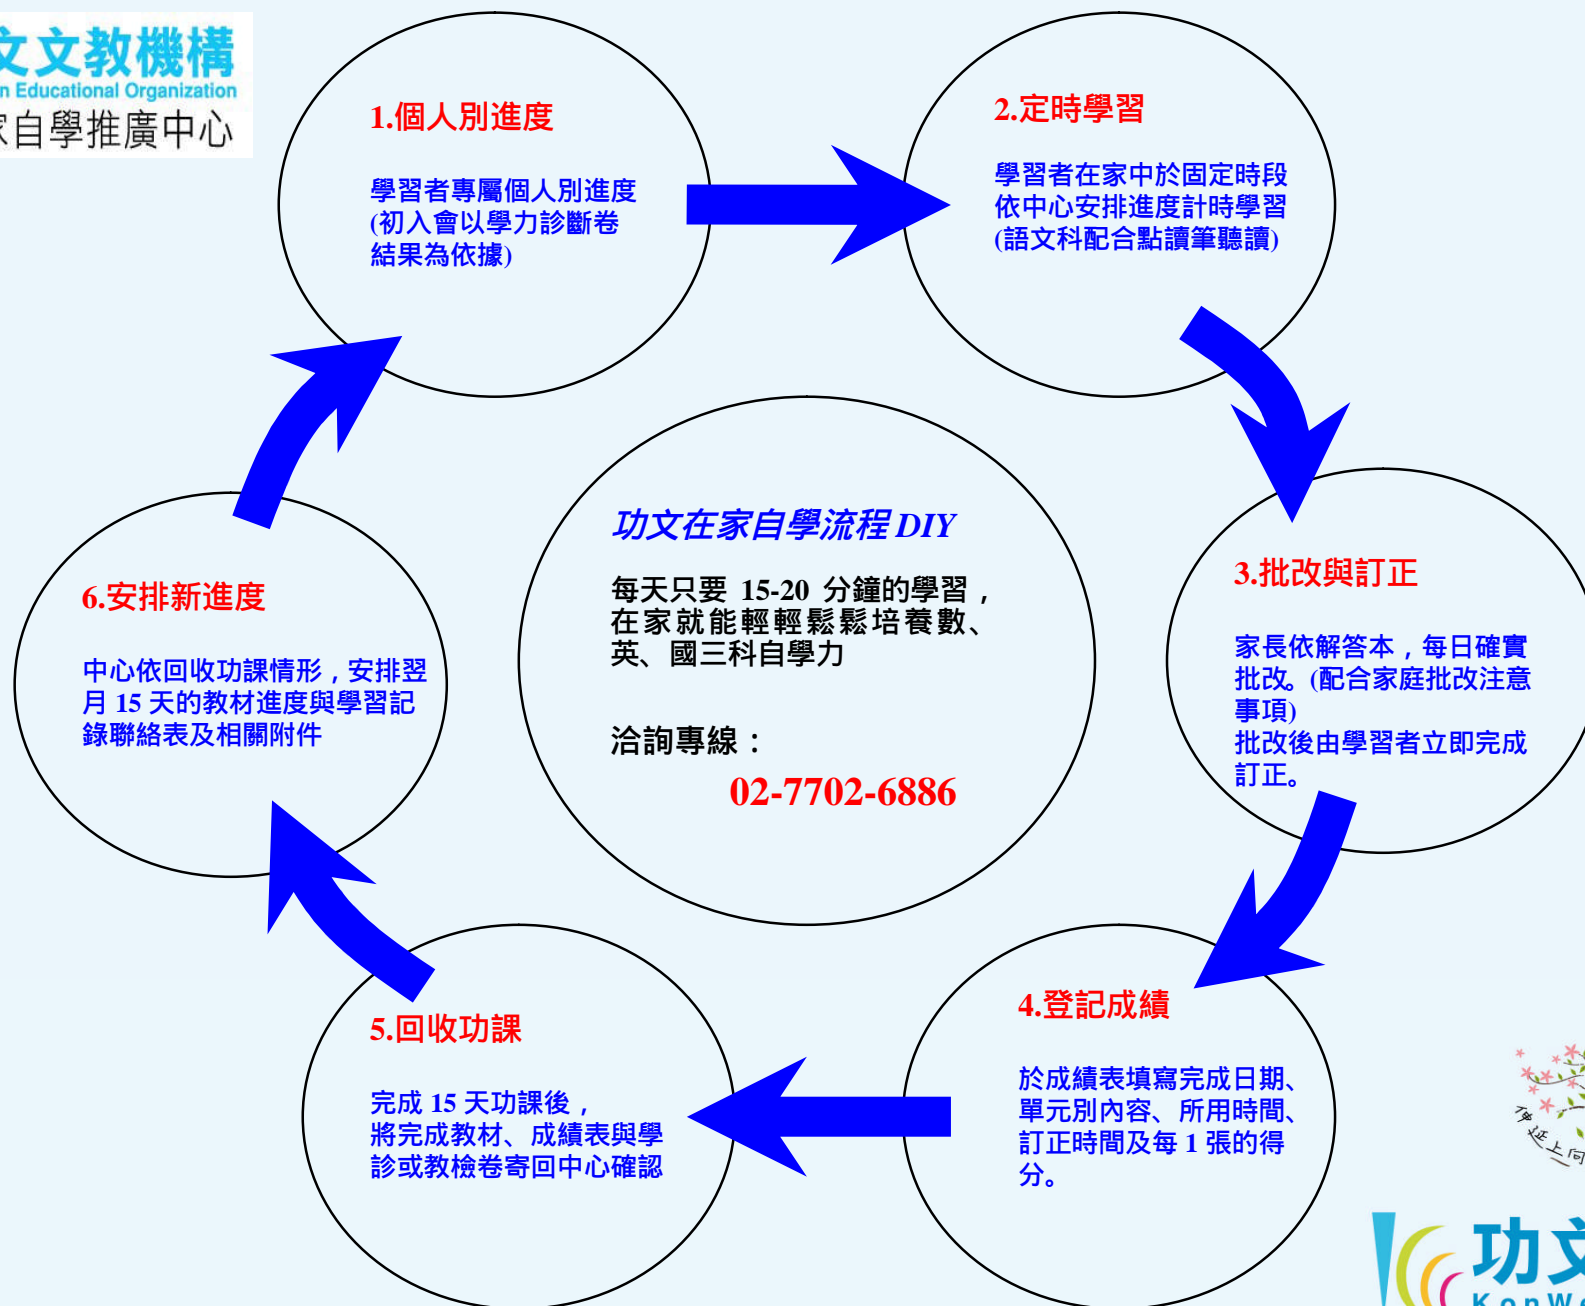 文文教機構
n Educational Organization
家自學推廣中心
1.個人別進度
學習者專屬個人別進度
(初入會以學力診斷卷
結果為依據)
2.定時學習
學習者在家中於固定時段
依中心安排進度計時學習
(語文科配合點讀筆聽讀)
3.批改與訂正
家長依解答本，每日確實
批改。(配合家庭批改注意
事項)
批改後由學習者立即完成
訂正。
4.登記成績
於成績表填寫完成日期、
單元別內容、所用時間、
訂正時間及每 1 張的得
分。
5.回收功課
完成 15 天功課後，
將完成教材、成績表與學
診或教檢卷寄回中心確認
6.安排新進度
中心依回收功課情形，安排翌
月 15 天的教材進度與學習記
錄聯絡表及相關附件
功文在家自學流程 DIY
每天只要 15-20 分鐘的學習，
在家就能輕輕鬆鬆培養數、
英、國三科自學力
洽詢專線：
02-7702-6886
伸延上向
功文
KonW